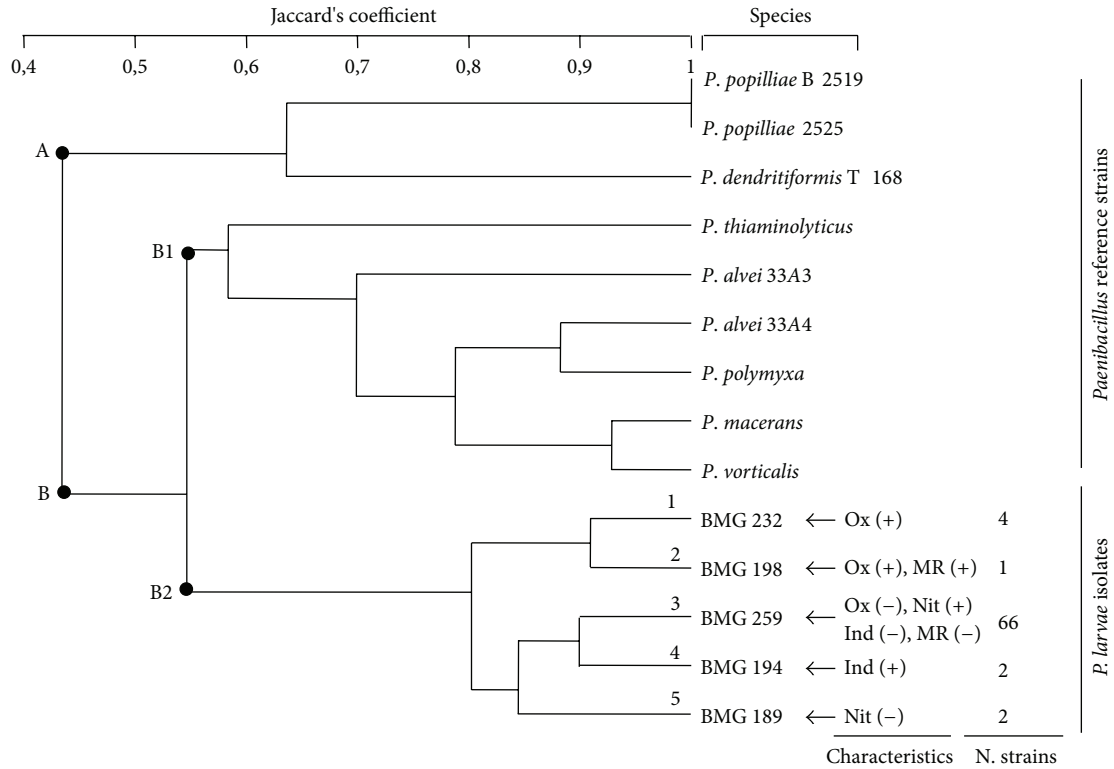 Jaccard's coefficient
Species
0,4 0,5 0,6 0,7 0,8 0,9 1
P. popilliae B 2519
P. popilliae 2525
A
P. dendritiformis T 168
P. thiaminolyticus
B1
P. alvei 33A3
P. alvei 33A4
P. polymyxa
P. macerans
P. vorticalis
Paenibacillus reference strains
B
1 BMG 232 ← Ox (+) 4
2 BMG 198 ← Ox (+), MR (+) 1
B2
3 BMG 259 ← Ox (−), Nit (+)
Ind (−), MR (−) 66
4 BMG 194 ← Ind (+) 2
5 BMG 189 ← Nit (−) 2
P. larvae isolates
Characteristics N. strains